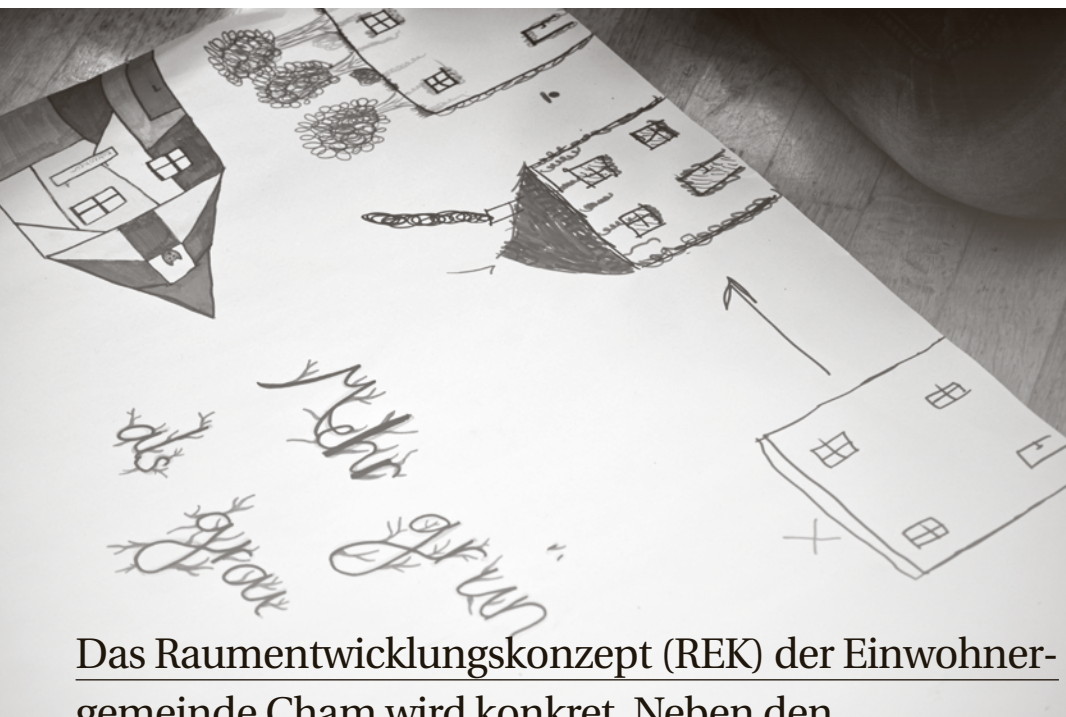 Mehr
als
grün
grau
Das Raumentwicklungskonzept (REK) der Einwohner-
gemeinde Cham wird konkret. Neben den